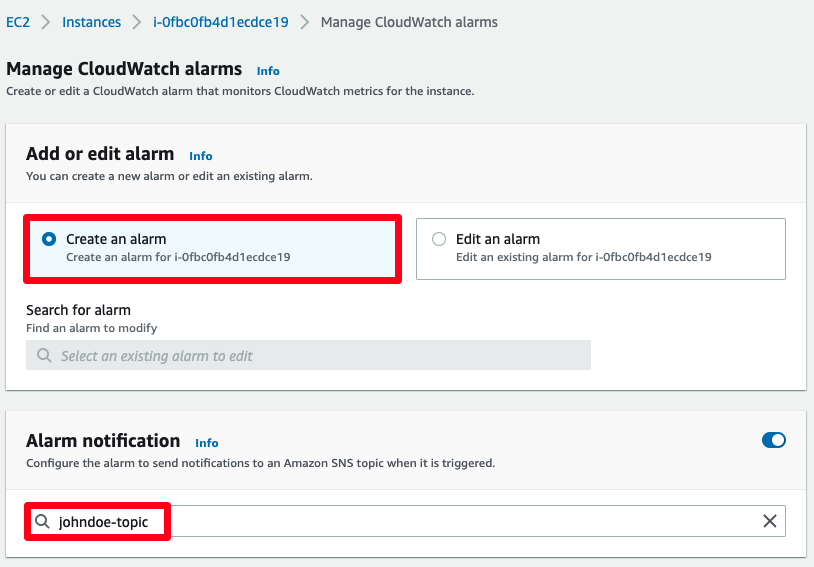 EC2 > Instances > i-0fbc0fb4d1ecdce19 > Manage CloudWatch alarms
Manage CloudWatch alarms Info
Create or edit a CloudWatch alarm that monitors CloudWatch metrics for the instance.
Add or edit alarm Info
You can create a new alarm or edit an existing alarm.
Create an alarm
Create an alarm for i-0fbc0fb4d1ecdce19
Edit an alarm
Edit an existing alarm for i-0fbc0fb4d1ecdce19
Search for alarm
Find an alarm to modify
Select an existing alarm to edit
Alarm notification Info
Configure the alarm to send notifications to an Amazon SNS topic when it is triggered.
johndoe-topic